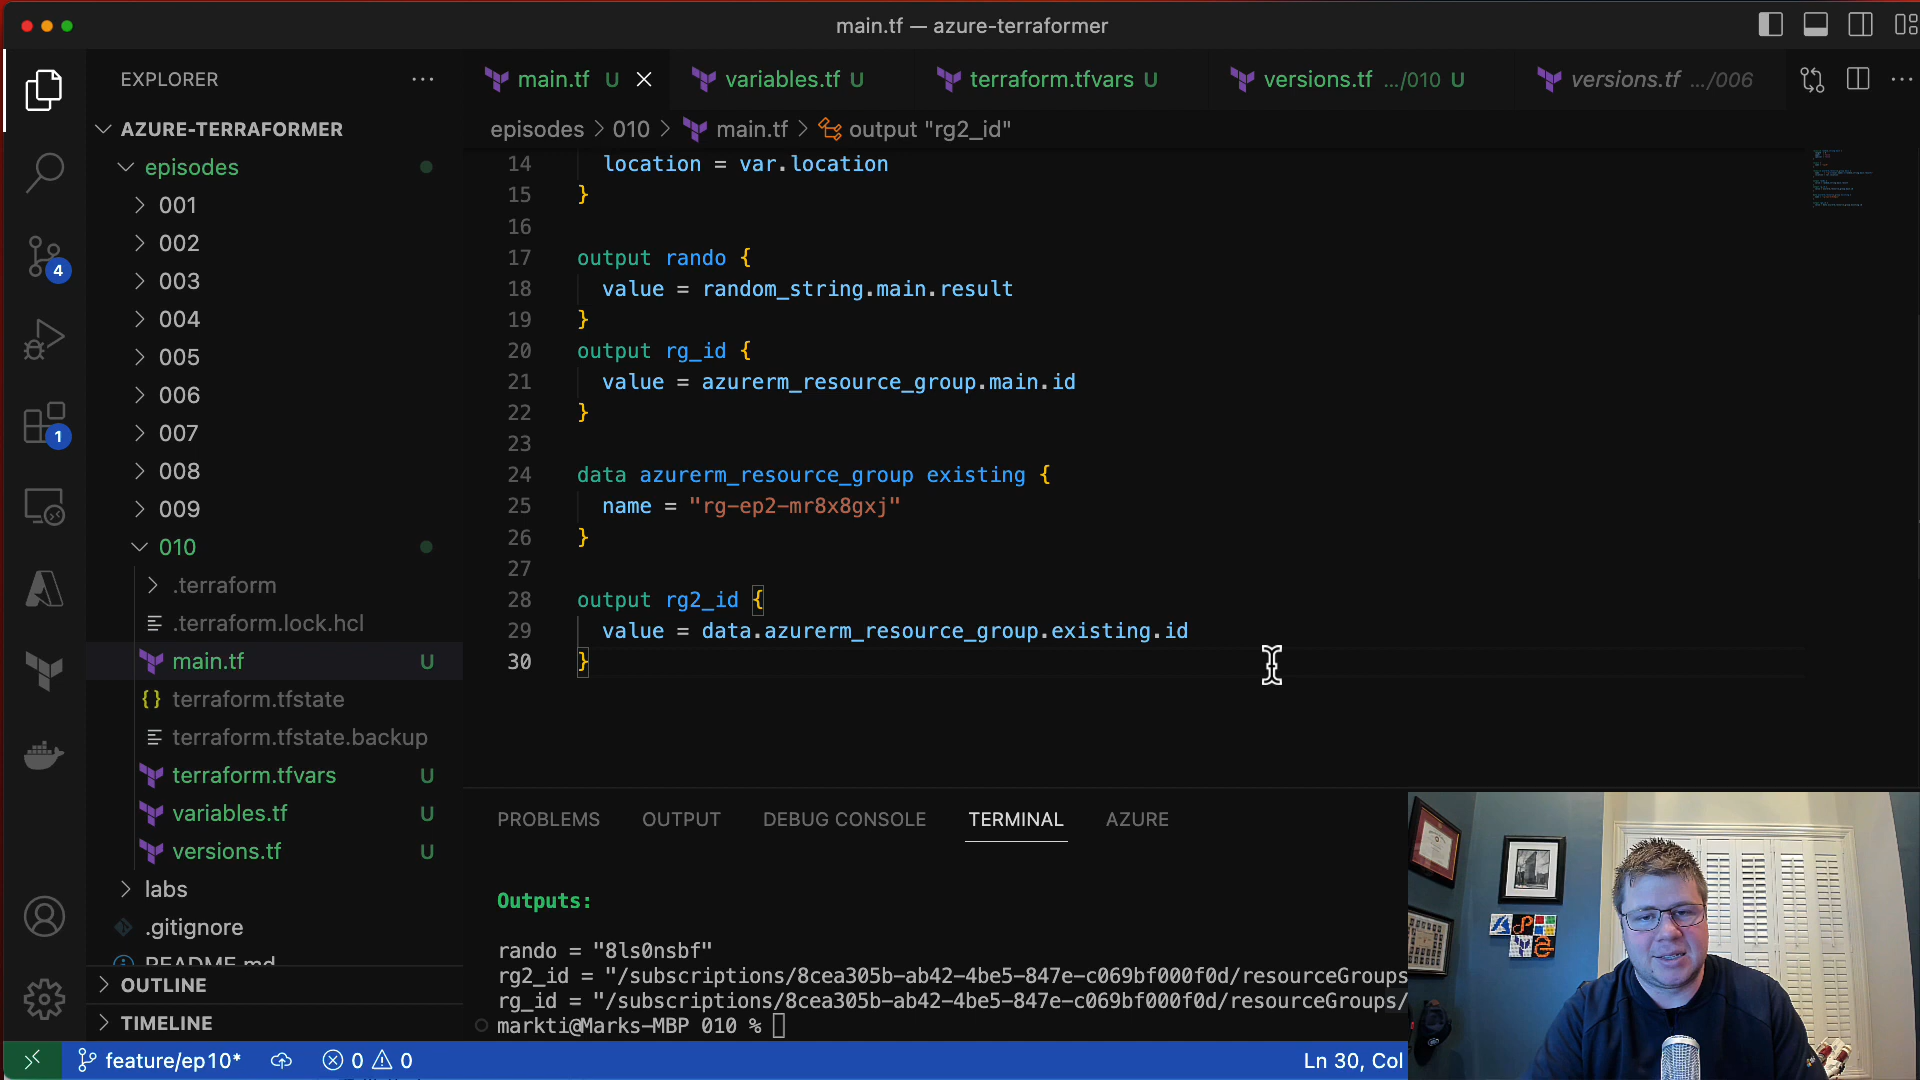 main.tf — azure-terraformer
EXPLORER
main.tf U
variables.tf U
terraform.tfvars U
versions.tf .../010 U
versions.tf .../006
episodes > 010 > main.tf > output "rg2_id"
AZURE-TERRAFORMER
episodes
001
002
003
004
005
006
007
008
009
010
.terraform
.terraform.lock.hcl
main.tf U
terraform.tfstate
terraform.tfstate.backup
terraform.tfvars U
variables.tf U
versions.tf U
labs
.gitignore
README.md
OUTLINE
TIMELINE
4
1
14 location = var.location
15 }
16
17 output rando {
18 value = random_string.main.result
19 }
20 output rg_id {
21 value = azurerm_resource_group.main.id
22 }
23
24 data azurerm_resource_group existing {
25 name = "rg-ep2-mr8x8gxj"
26 }
27
28 output rg2_id {
29 value = data.azurerm_resource_group.existing.id
30 }
PROBLEMS OUTPUT DEBUG CONSOLE TERMINAL AZURE
Outputs:
rando = "8ls0nsbf"
rg2_id = "/subscriptions/8cea305b-ab42-4be5-847e-c069bf000f0d/resourceGroups
rg_id = "/subscriptions/8cea305b-ab42-4be5-847e-c069bf000f0d/resourceGroups/
markti@Marks-MBP 010 %
feature/ep10* 0 0
Ln 30, Col